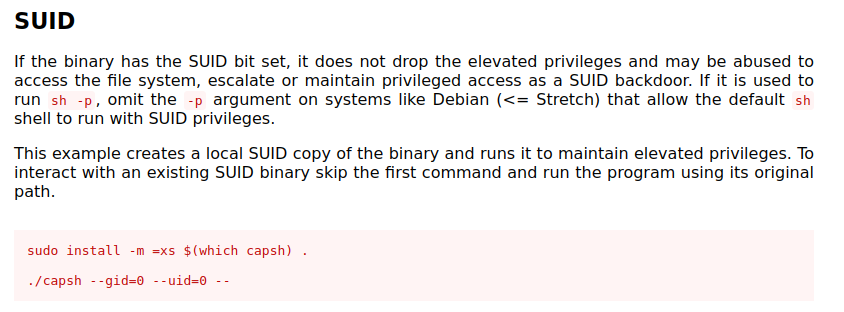 SUID
If the binary has the SUID bit set, it does not drop the elevated privileges and may be abused to
access the file system, escalate or maintain privileged access as a SUID backdoor. If it is used to
run sh -p, omit the -p argument on systems like Debian (<= Stretch) that allow the default sh
shell to run with SUID privileges.
This example creates a local SUID copy of the binary and runs it to maintain elevated privileges. To
interact with an existing SUID binary skip the first command and run the program using its original
path.
sudo install -m =xs $(which capsh) .
./capsh --gid=0 --uid=0 --